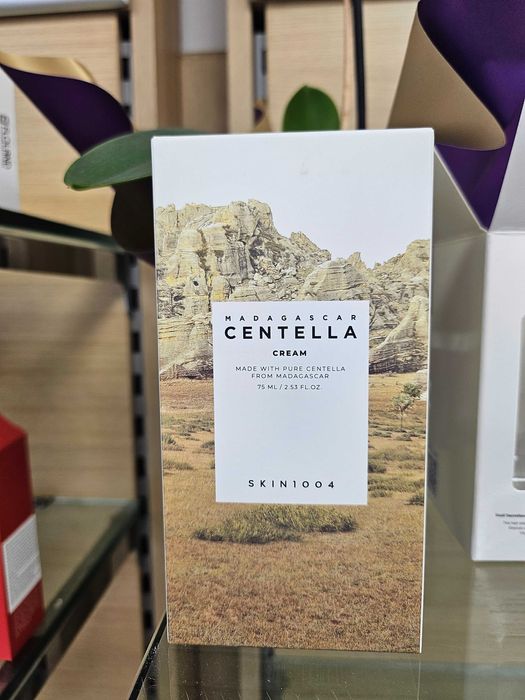 MADAGASCAR
CENTELLA
CREAM
MADE WITH PURE CENTELLA
FROM MADAGASCAR
75 ML / 2.53 FL.OZ.
SKIN1004